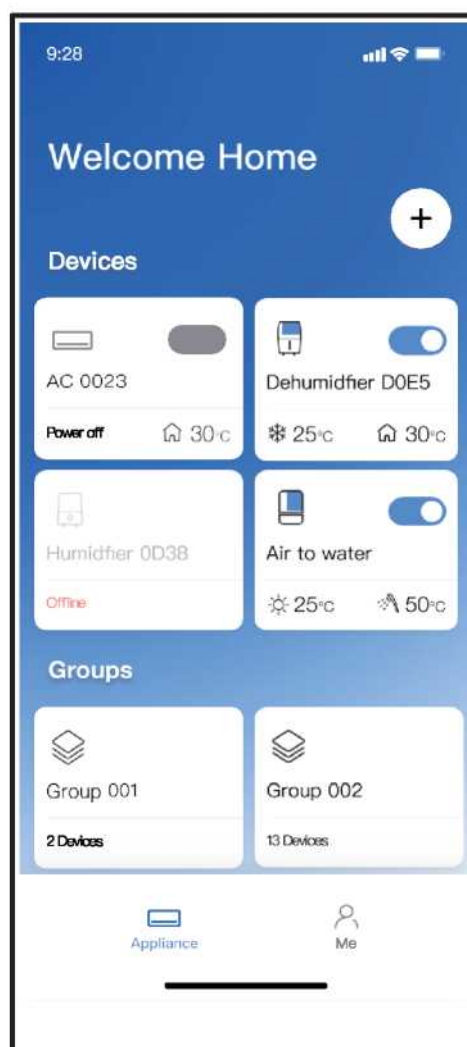 9:28
Welcome Home
+
Devices
AC 0023
Power off 30°c
Dehumidfier D0E5
25°c 30°c
Humidfier 0D38
Offline
Air to water
25°c 50°c
Groups
Group 001
2 Devices
Group 002
13 Devices
Appliance
Me